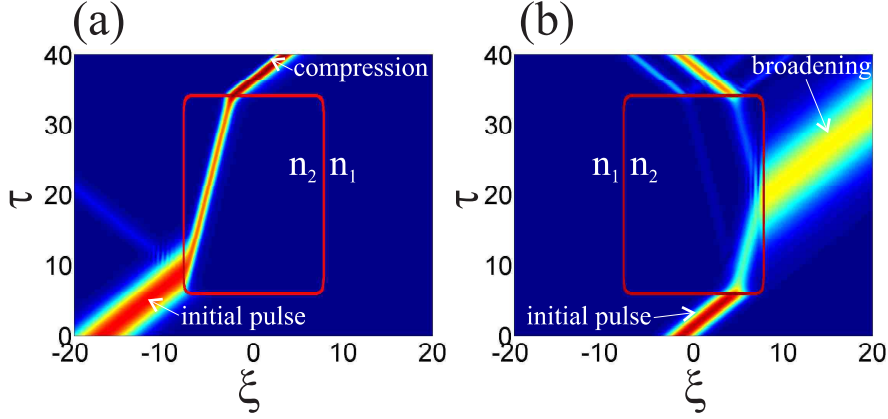 (a)
(b)
40
30
20
10
0
τ
compression
n₂ n₁
initial pulse
-20 -10 0 10 20
ξ
40
30
20
10
0
τ
broadening
n₁ n₂
initial pulse
-20 -10 0 10 20
ξ